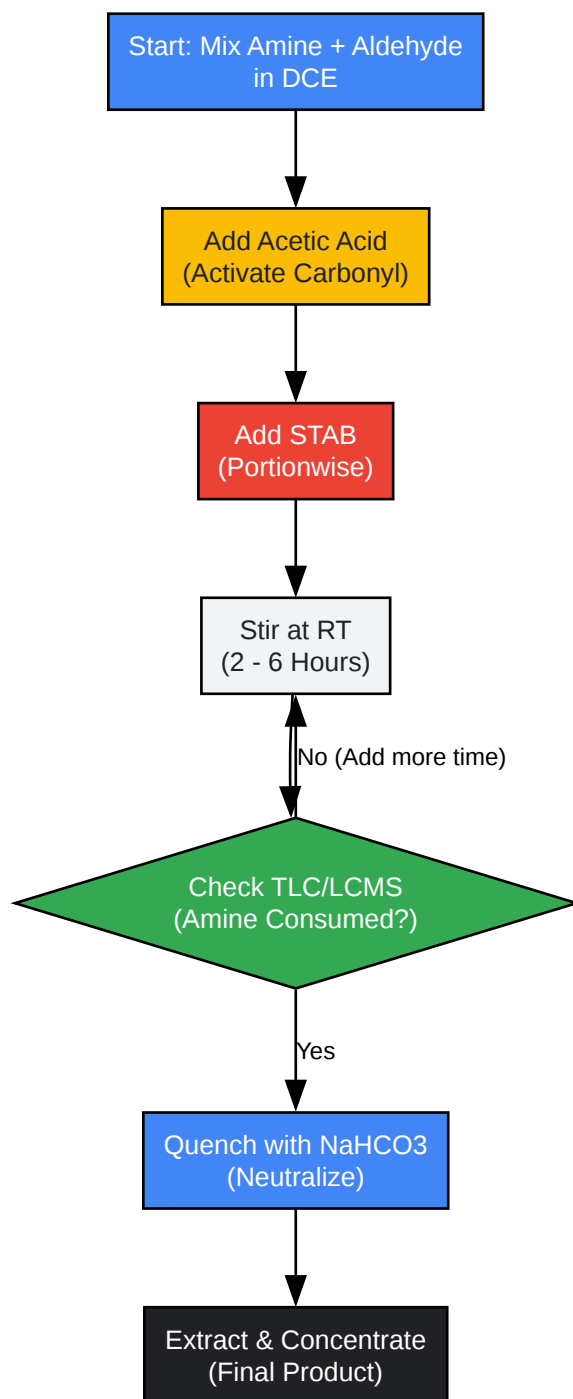 Start: Mix Amine + Aldehyde
in DCE
Add Acetic Acid
(Activate Carbonyl)
Add STAB
(Portionwise)
Stir at RT
(2 - 6 Hours)
No (Add more time)
Check TLC/LCMS
(Amine Consumed?)
Yes
Quench with NaHCO3
(Neutralize)
Extract & Concentrate
(Final Product)